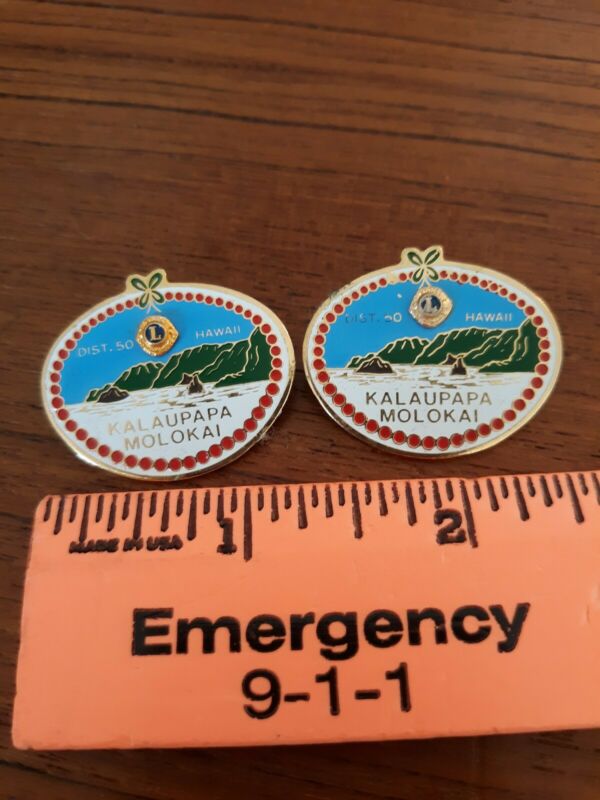 DIST. 50 HAWAII
L
KALAUPAPA
MOLOKAI
DIST. 50 HAWAII
L
KALAUPAPA
MOLOKAI
1 2
MADE IN USA
Emergency
9-1-1